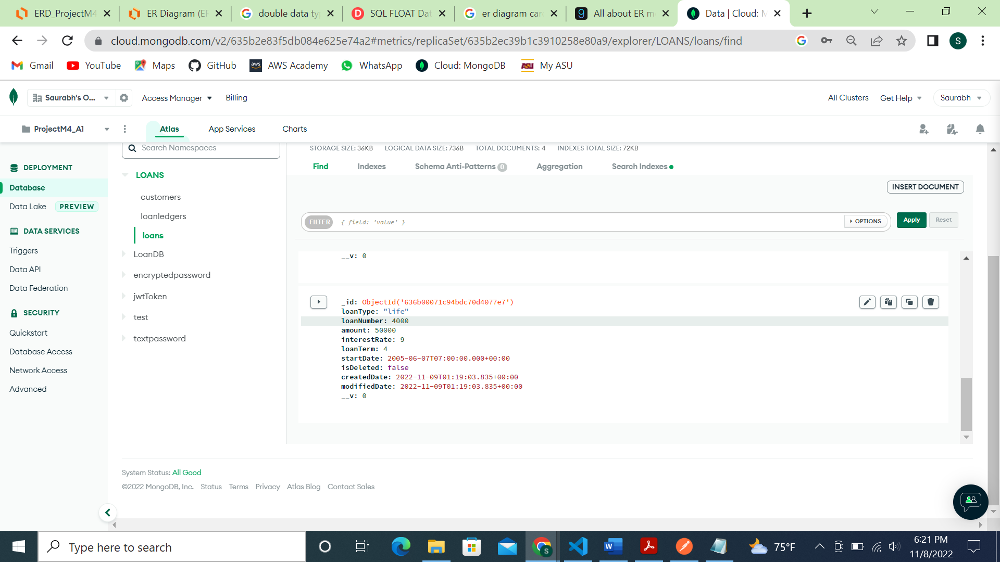 ERD_ProjectM4
ER Diagram (ER
double data typ
SQL FLOAT Dat
er diagram card
All about ER m
Data | Cloud: M
cloud.mongodb.com/v2/635b2e83f5db084e625e74a2#metrics/replicaSet/635b2ec39b1c3910258e80a9/explorer/LOANS/loans/find
S
Gmail
YouTube
Maps
GitHub
aws
AWS Academy
WhatsApp
Cloud: MongoDB
ASU
My ASU
Saurabh's O...
Access Manager
Billing
All Clusters
Get Help
Saurabh
ProjectM4_A1
Atlas
App Services
Charts
DEPLOYMENT
Database
Data Lake PREVIEW
DATA SERVICES
Triggers
Data API
Data Federation
SECURITY
Quickstart
Database Access
Network Access
Advanced
Search Namespaces
LOANS
customers
loanledgers
loans
LoanDB
encryptedpassword
jwtToken
test
textpassword
STORAGE SIZE: 36KB LOGICAL DATA SIZE: 736B TOTAL DOCUMENTS: 4 INDEXES TOTAL SIZE: 72KB
Find Indexes Schema Anti-Patterns 0 Aggregation Search Indexes
INSERT DOCUMENT
FILTER { field: 'value' } OPTIONS Apply Reset
__v: 0
_id: ObjectId('636b00071c94bdc70d4077e7')
loanType: "life"
loanNumber: 4000
amount: 50000
interestRate: 9
loanTerm: 4
startDate: 2005-06-07T07:00:00.000+00:00
isDeleted: false
createdDate: 2022-11-09T01:19:03.835+00:00
modifiedDate: 2022-11-09T01:19:03.835+00:00
__v: 0
System Status: All Good
©2022 MongoDB, Inc. Status Terms Privacy Atlas Blog Contact Sales
Type here to search
S
W
75°F
6:21 PM
11/8/2022